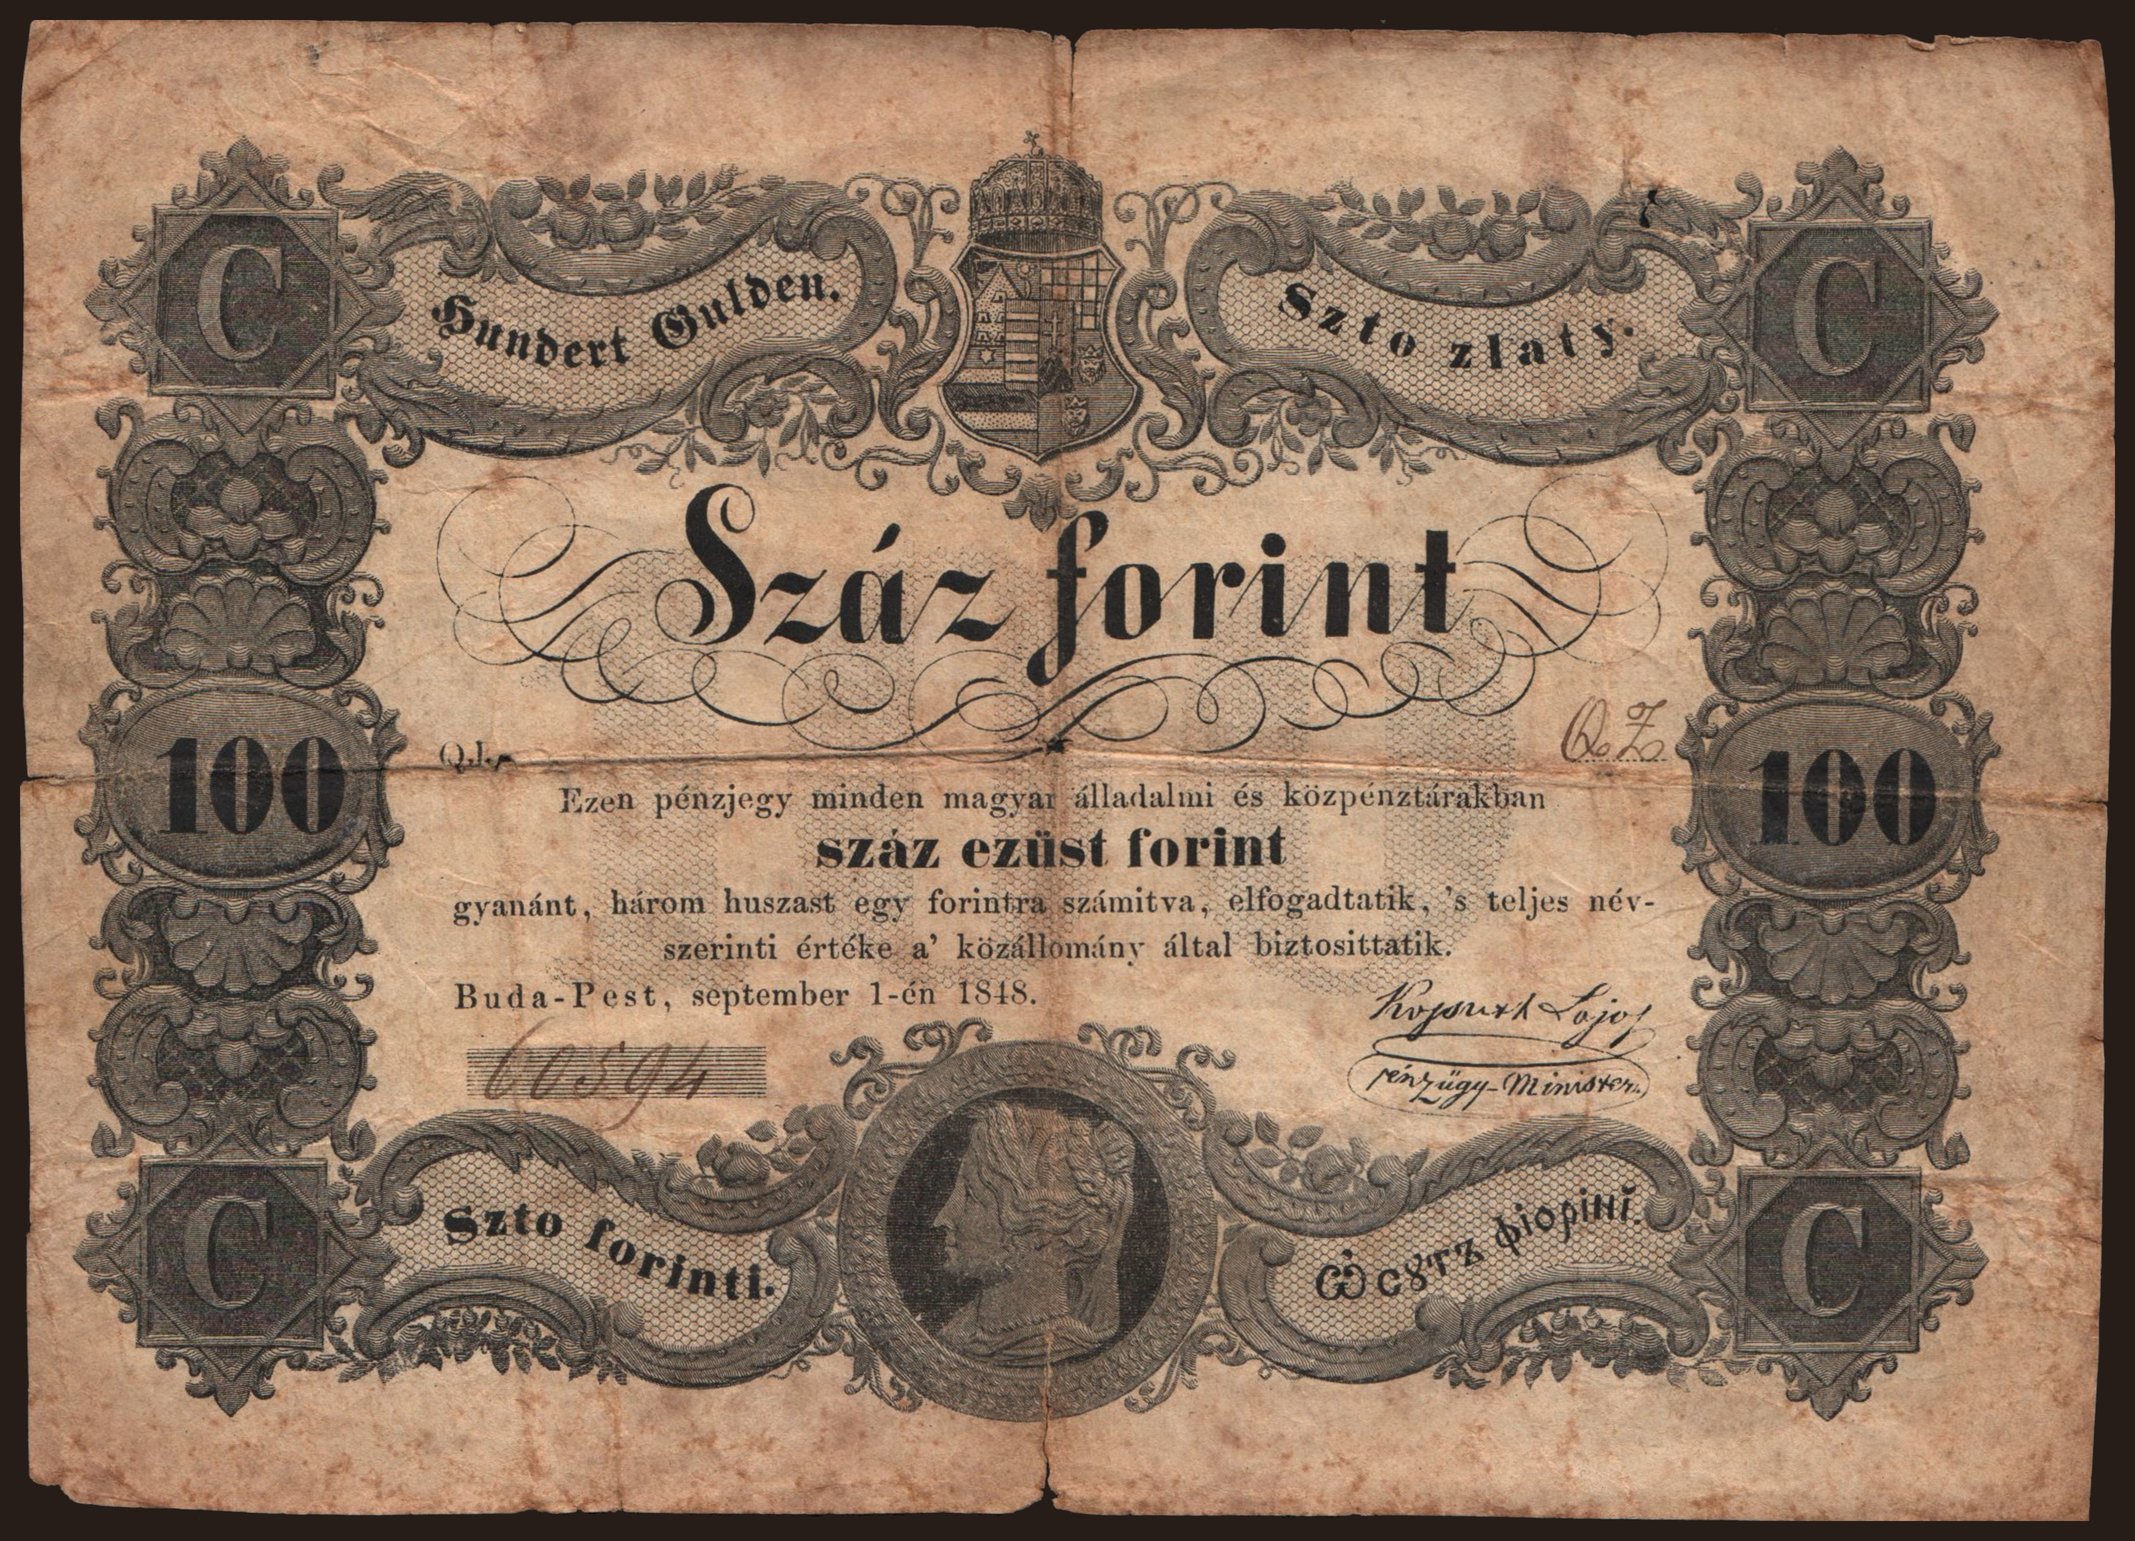 C
Hundert Gulden.
Szto zlaty.
C
Száz forint
100
Q.I.
Q. Z.
100
Ezen pénzjegy minden magyar álladalmi és közpénztárakban
száz ezüst forint
gyanánt, három huszast egy forintra számitva, elfogadtatik, 's teljes név-
szerinti értéke a' közállomány által biztosittatik.
Buda-Pest, september 1-én 1848.
Kossuth Lajos
60594
pénzügy-Minister.
C
Szto forinti.
Ѿ сꙋтъ фіорінї.
C